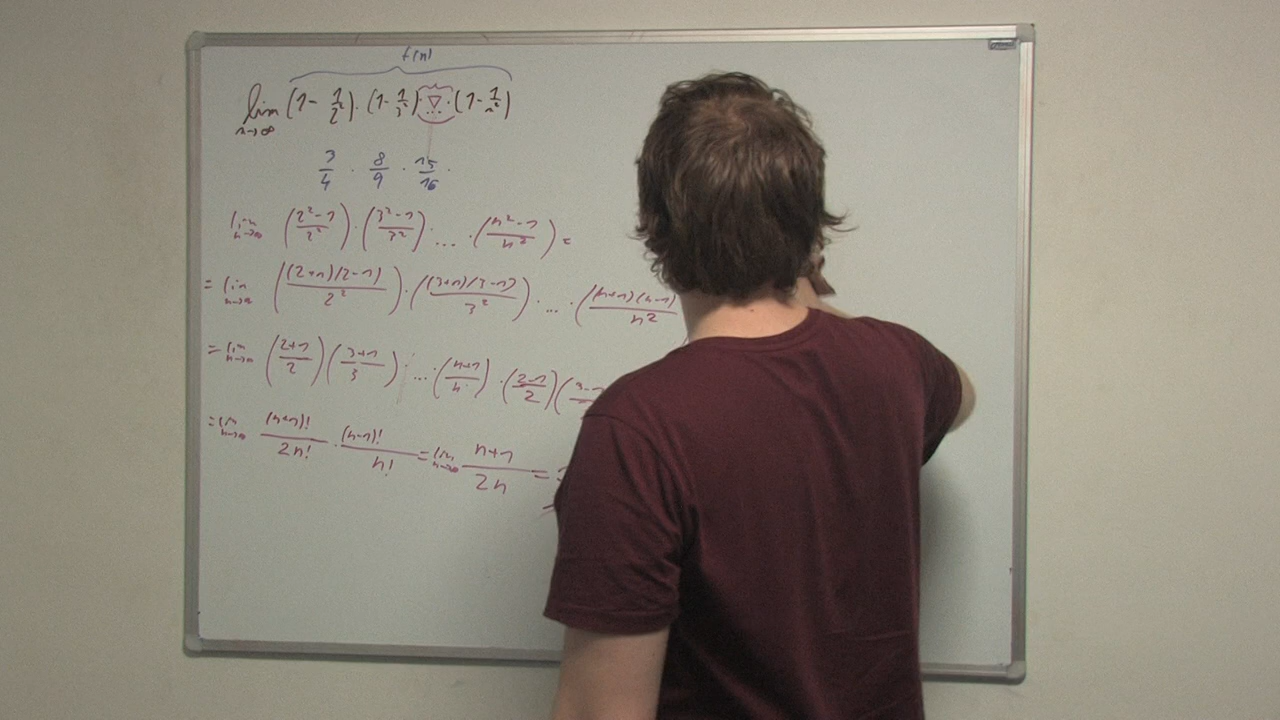 f(n)
lim n→∞ (1 - 1/2²) · (1 - 1/3²) · ▽ ... · (1 - 1/n²)
3/4 · 8/9 · 15/16 ·
lim n→∞ ((2²-1)/2²) · ((3²-1)/3²) · ... · ((n²-1)/n²) =
= lim n→∞ ((2+1)(2-1)/2²) · ((3+1)(3-1)/3²) · ... · ((n+1)(n-1)/n²
= lim n→∞ ((2+1)/2) ((3+1)/3) · ... · ((n+1)/n) · ((2-1)/2) (
= lim n→∞ (n+1)!/2n! · (n-1)!/n! = lim n→∞ (n+1)/2n =